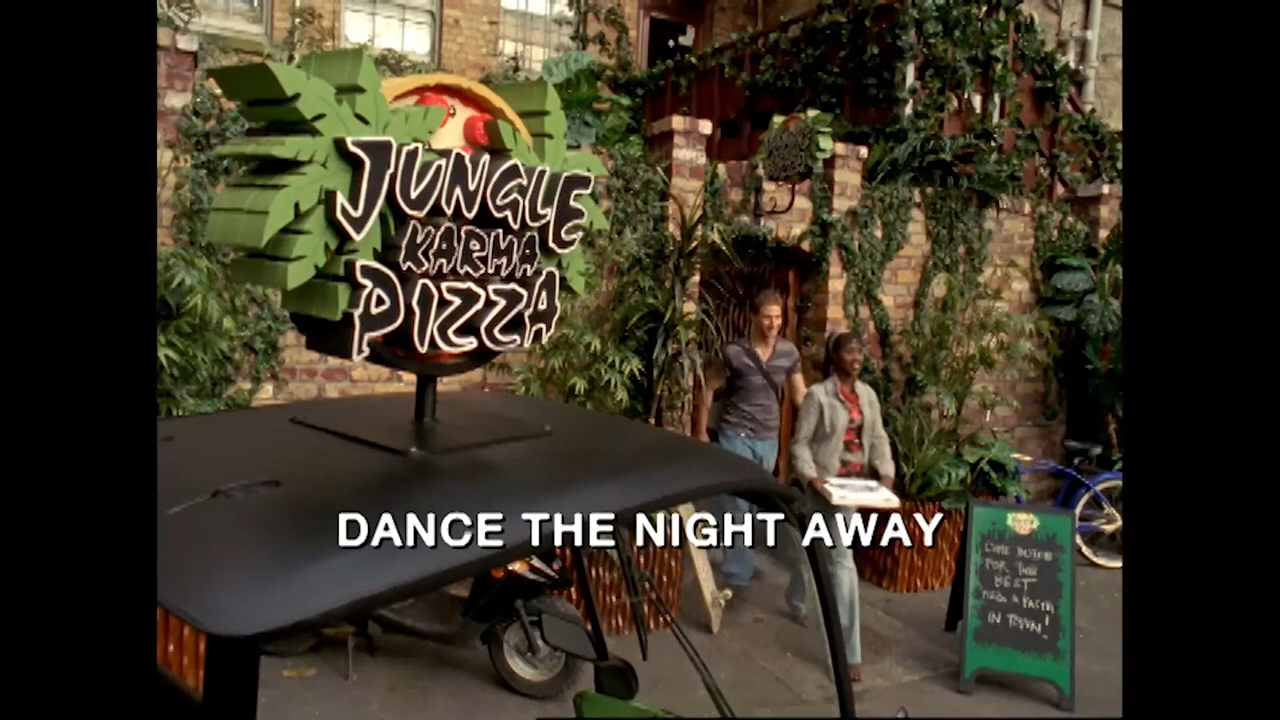 JUNGLE
KARMA
PIZZA
DANCE THE NIGHT AWAY
COME INSIDE
FOR THE
BEST
PIZZA & PASTA
IN TOWN!